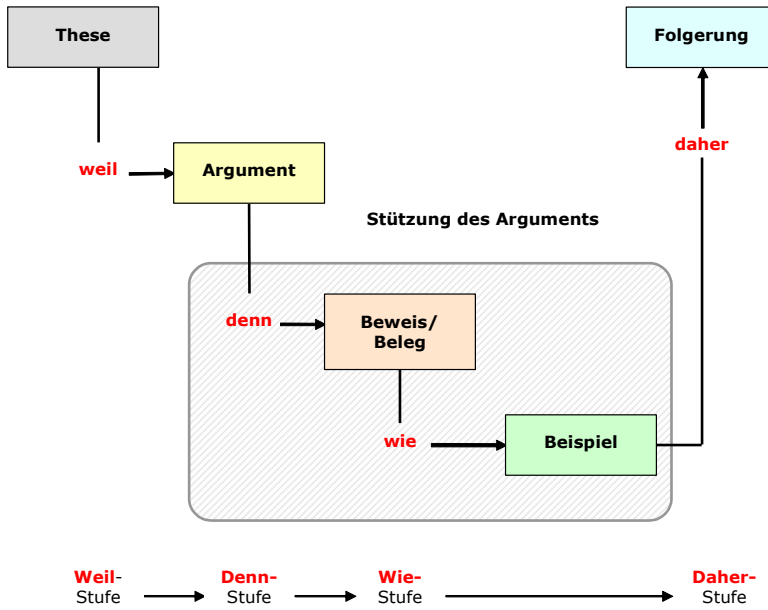 These
Folgerung
weil
Argument
daher
Stützung des Arguments
denn
Beweis/
Beleg
wie
Beispiel
Weil-
Stufe
Denn-
Stufe
Wie-
Stufe
Daher-
Stufe